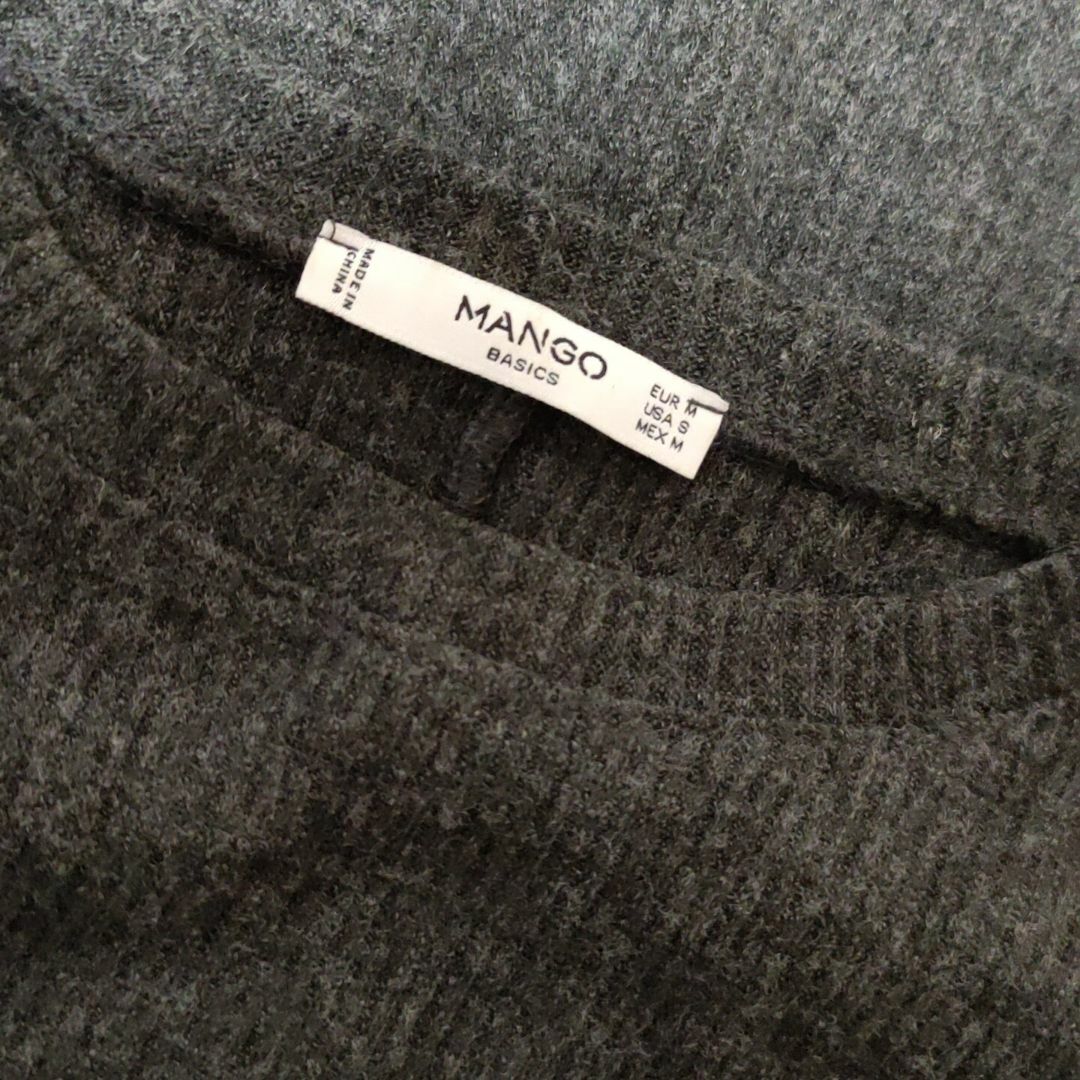 MADE IN
CHINA
MANGO
BASICS
EUR M
USA S
MEX M